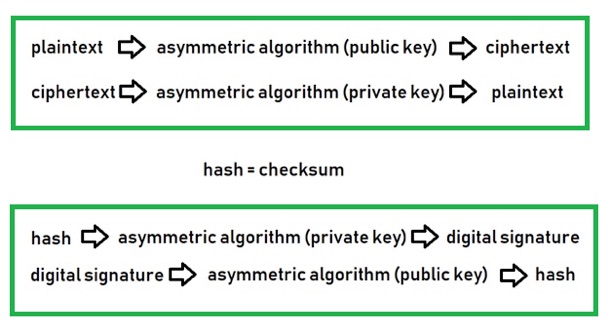 plaintext asymmetric algorithm (public key) ciphertext
ciphertext asymmetric algorithm (private key) plaintext
hash = checksum
hash asymmetric algorithm (private key) digital signature
digital signature asymmetric algorithm (public key) hash